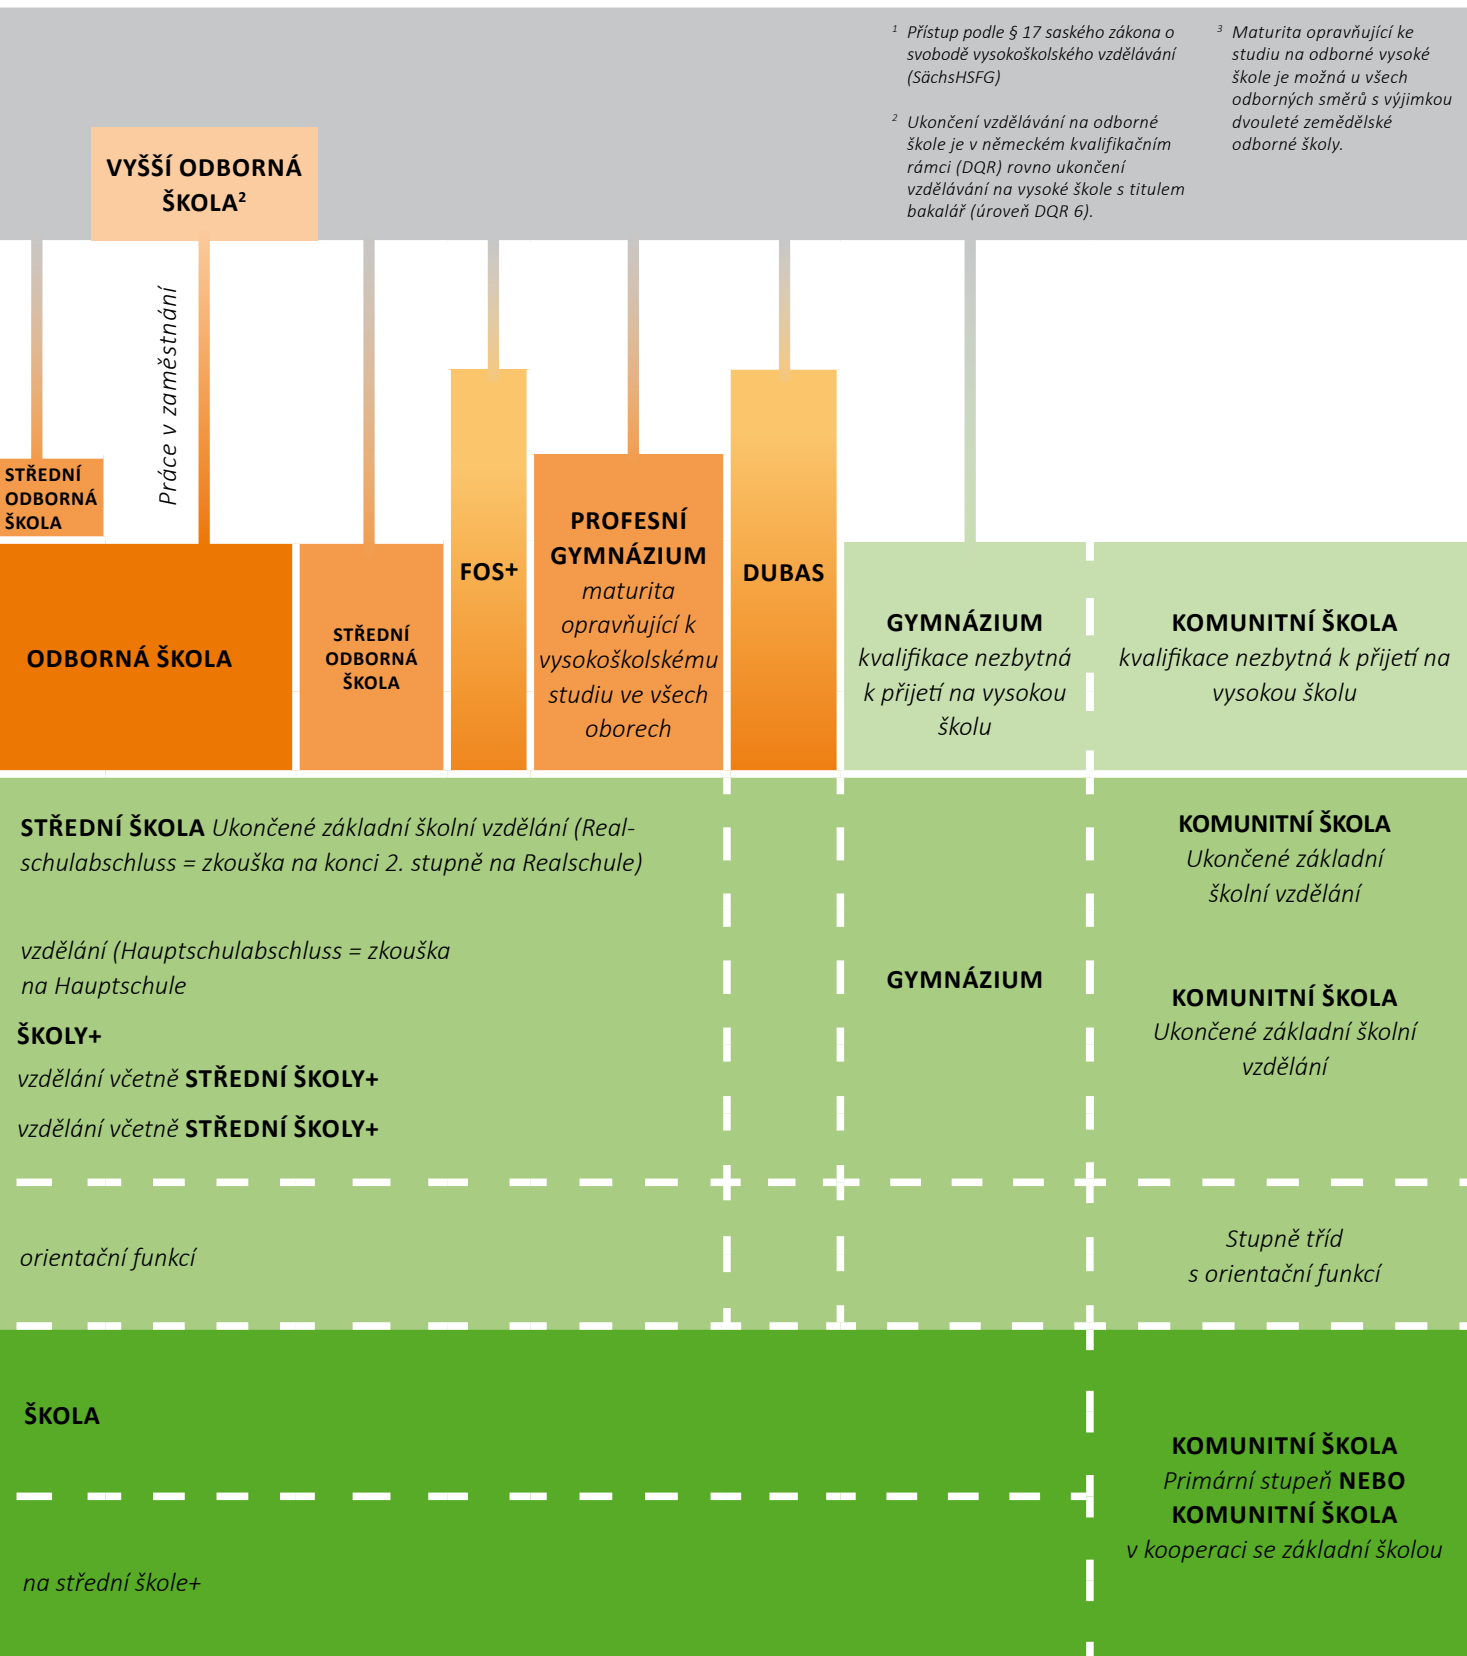 ¹ Přístup podle § 17 saského zákona o
svobodě vysokoškolského vzdělávání
(SächsHSFG)
² Ukončení vzdělávání na odborné
škole je v německém kvalifikačním
rámci (DQR) rovno ukončení
vzdělávání na vysoké škole s titulem
bakalář (úroveň DQR 6).
³ Maturita opravňující ke
studiu na odborné vysoké
škole je možná u všech
odborných směrů s výjimkou
dvouleté zemědělské
odborné školy.
VYŠŠÍ ODBORNÁ
ŠKOLA²
Práce v zaměstnání
STŘEDNÍ
ODBORNÁ
ŠKOLA
ODBORNÁ ŠKOLA
STŘEDNÍ
ODBORNÁ
ŠKOLA
FOS+
PROFESNÍ
GYMNÁZIUM
maturita
opravňující k
vysokoškolskému
studiu ve všech
oborech
DUBAS
GYMNÁZIUM
kvalifikace nezbytná
k přijetí na vysokou
školu
KOMUNITNÍ ŠKOLA
kvalifikace nezbytná k přijetí na
vysokou školu
STŘEDNÍ ŠKOLA Ukončené základní školní vzdělání (Real-
schulabschluss = zkouška na konci 2. stupně na Realschule)
vzdělání (Hauptschulabschluss = zkouška
na Hauptschule
ŠKOLY+
vzdělání včetně STŘEDNÍ ŠKOLY+
vzdělání včetně STŘEDNÍ ŠKOLY+
GYMNÁZIUM
KOMUNITNÍ ŠKOLA
Ukončené základní
školní vzdělání
KOMUNITNÍ ŠKOLA
Ukončené základní školní
vzdělání
orientační funkcí
Stupně tříd
s orientační funkcí
ŠKOLA
na střední škole+
KOMUNITNÍ ŠKOLA
Primární stupeň NEBO
KOMUNITNÍ ŠKOLA
v kooperaci se základní školou